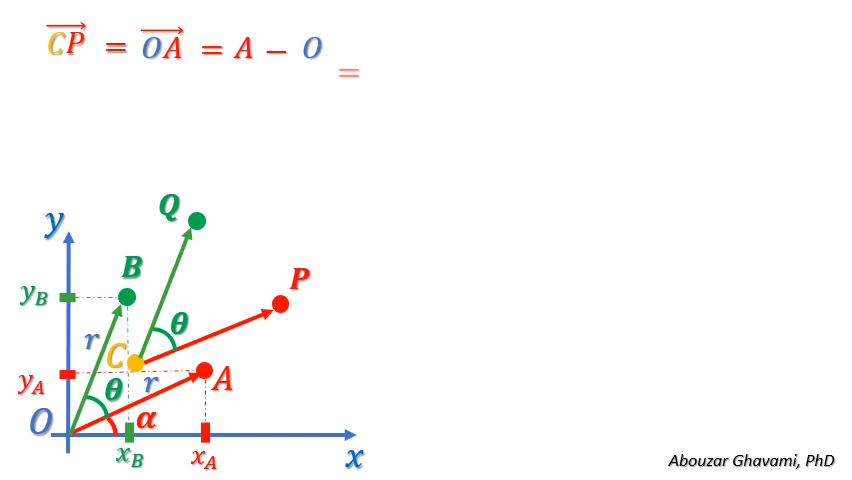 CP = OA = A − O
=
Q
y
B
P
y_B
θ
r
C
y_A
θ
r
A
O
α
x_B
x_A
x
Abouzar Ghavami, PhD